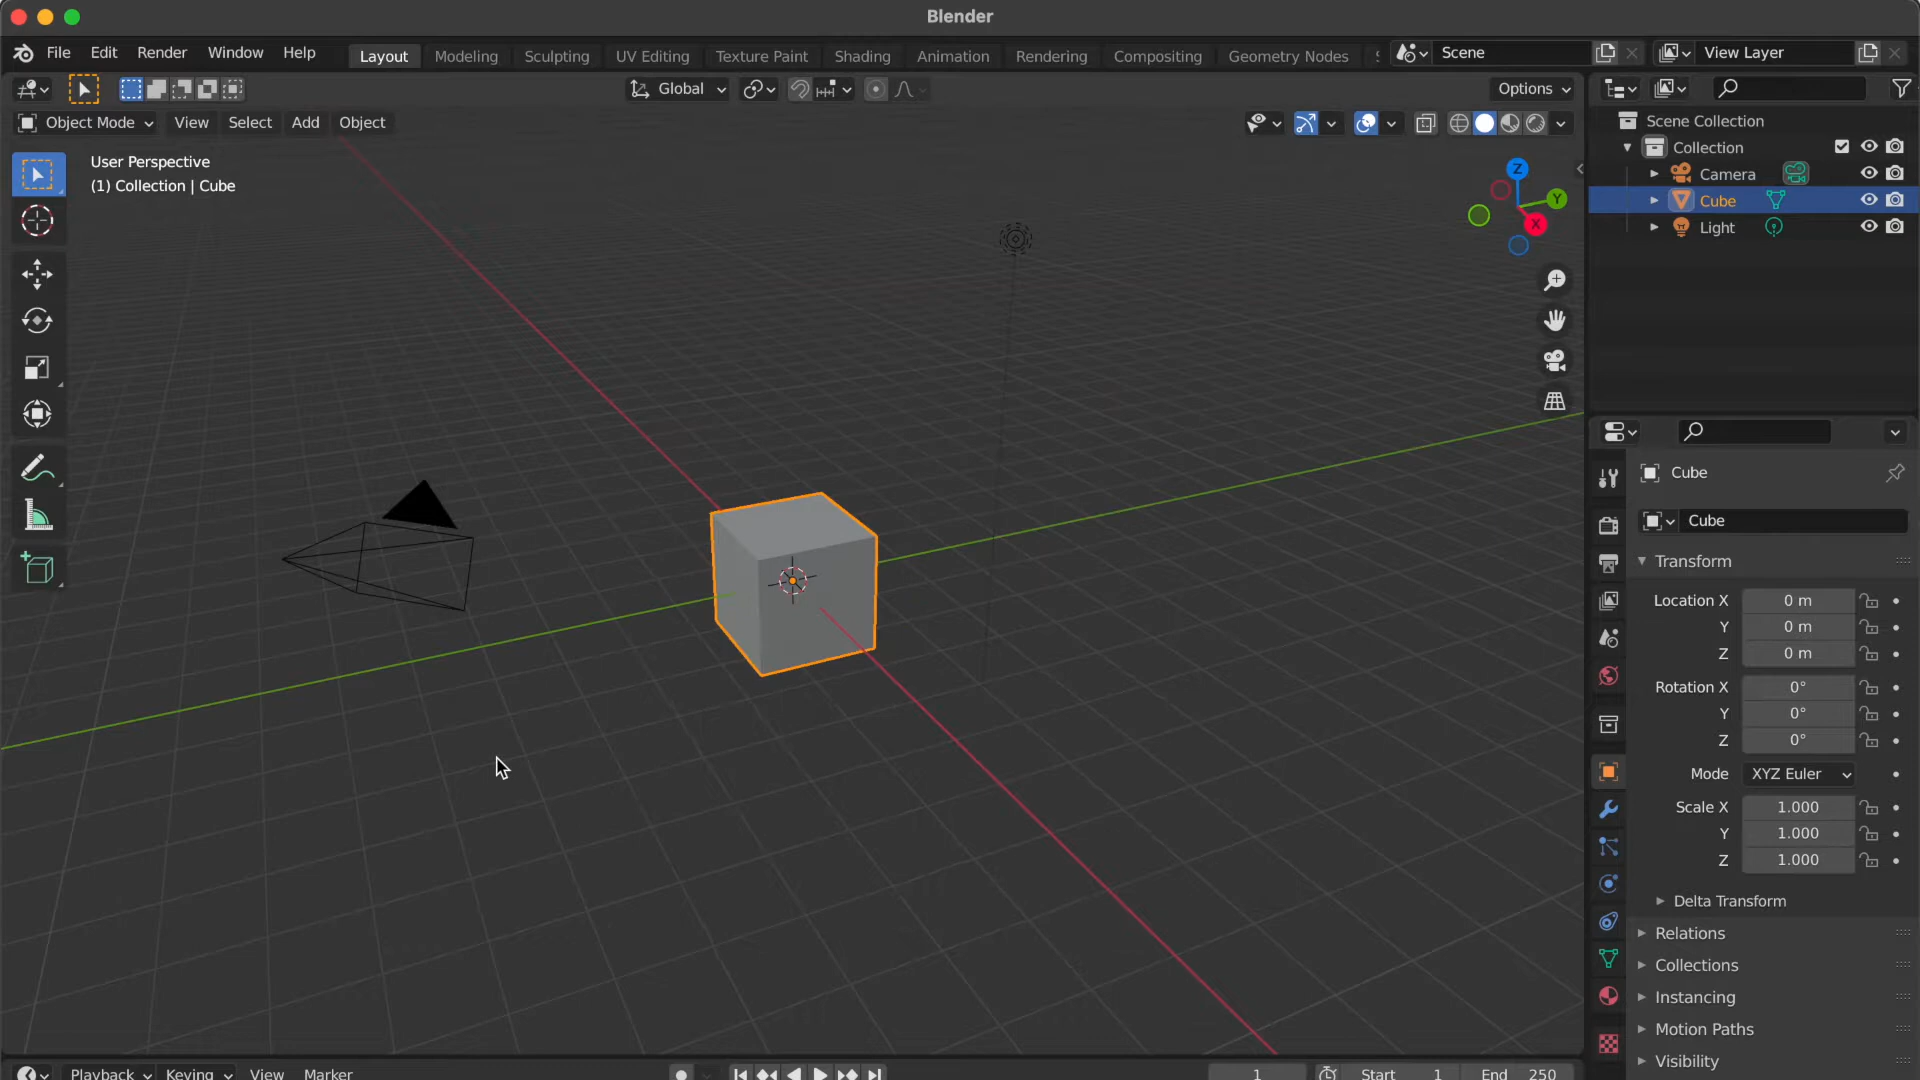 Blender
File Edit Render Window Help Layout Modeling Sculpting UV Editing Texture Paint Shading Animation Rendering Compositing Geometry Nodes Scene View Layer
Global Options
Object Mode View Select Add Object
User Perspective
(1) Collection | Cube
Z
Y
X
Scene Collection
Collection
Camera
Cube
Light
Cube
Cube
Transform
Location X 0 m
Y 0 m
Z 0 m
Rotation X 0°
Y 0°
Z 0°
Mode XYZ Euler
Scale X 1.000
Y 1.000
Z 1.000
Delta Transform
Relations
Collections
Instancing
Motion Paths
Visibility
Playback Keying View Marker 1 Start 1 End 250